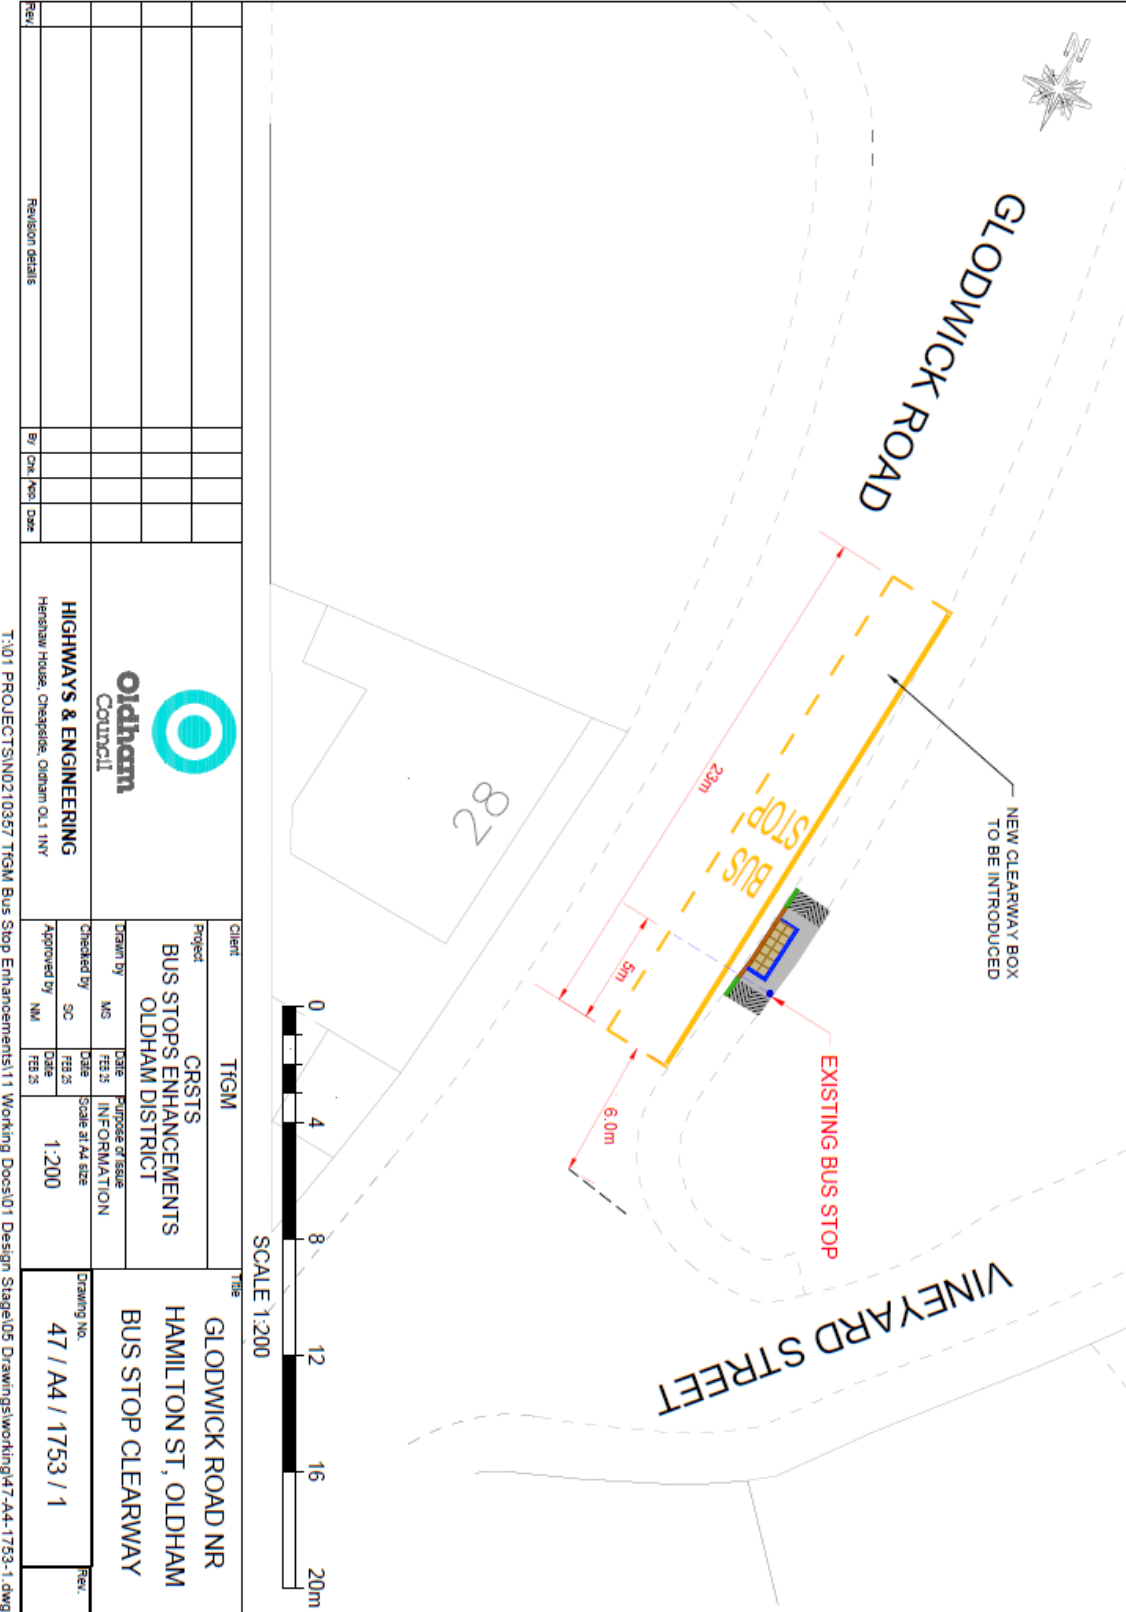 N
GLODWICK ROAD
NEW CLEARWAY BOX
TO BE INTRODUCED
23m
BUS
STOP
5m
EXISTING BUS STOP
6.0m
28
VINEYARD STREET
0 4 8 12 16 20m
SCALE 1:200
Rev.
Revision details
By
Chk.
App.
Date
Oldham
Council
HIGHWAYS & ENGINEERING
Henshaw House, Cheapside, Oldham OL1 1NY
Client
TfGM
Project
CRSTS
BUS STOPS ENHANCEMENTS
OLDHAM DISTRICT
Drawn by
MS
Date
FEB 25
Purpose of Issue
INFORMATION
Checked by
SC
Date
FEB 25
Scale at A4 size
1:200
Approved by
NM
Date
FEB 25
Title
GLODWICK ROAD NR
HAMILTON ST, OLDHAM
BUS STOP CLEARWAY
Drawing No.
47 / A4 / 1753 / 1
Rev.
T:\01 PROJECTS\N0210357 TfGM Bus Stop Enhancements\11 Working Docs\01 Design Stage\05 Drawings\working\47-A4-1753-1.dwg